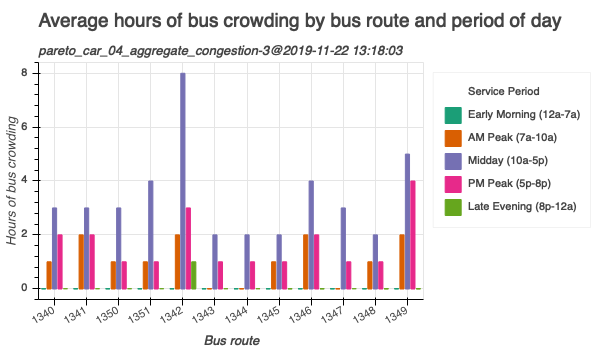 Average hours of bus crowding by bus route and period of day
pareto_car_04_aggregate_congestion-3@2019-11-22 13:18:03
Hours of bus crowding
8
6
4
2
0
1340
1341
1350
1351
1342
1343
1344
1345
1346
1347
1348
1349
Bus route
Service Period
Early Morning (12a-7a)
AM Peak (7a-10a)
Midday (10a-5p)
PM Peak (5p-8p)
Late Evening (8p-12a)